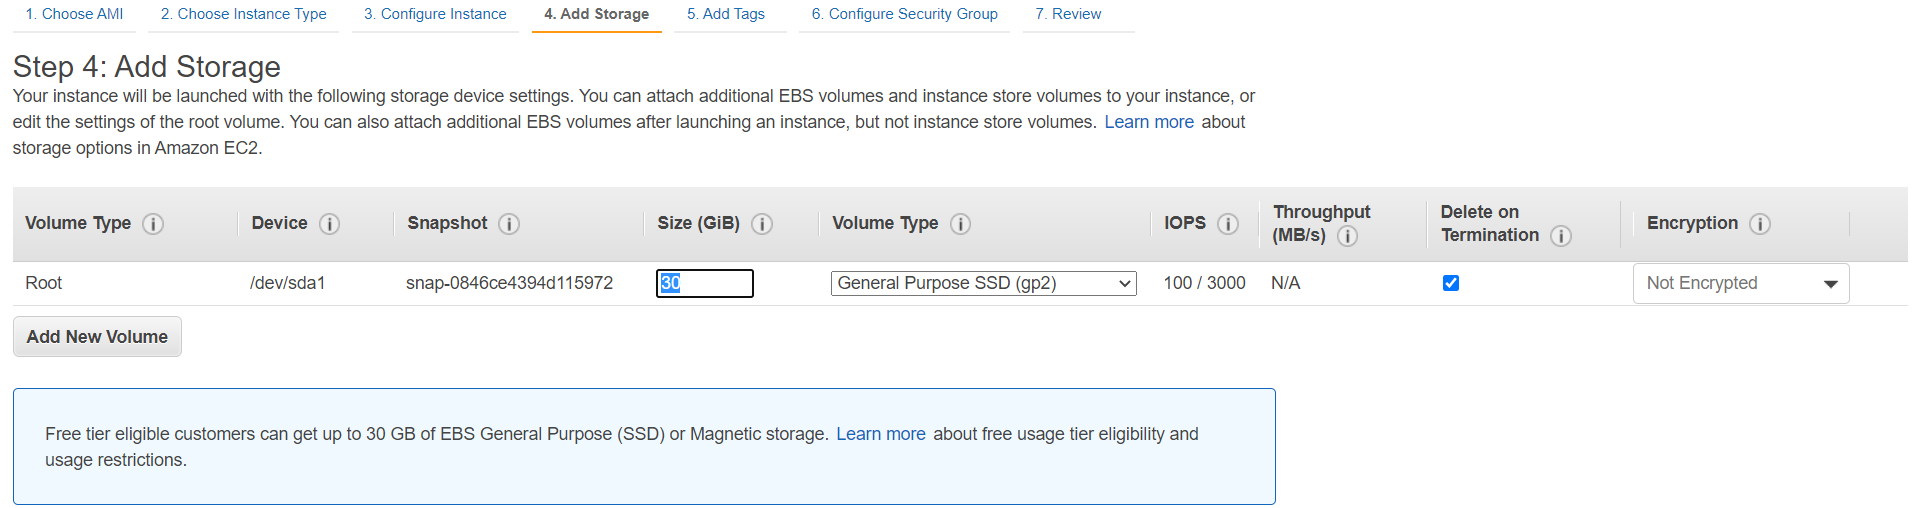 1. Choose AMI 2. Choose Instance Type 3. Configure Instance 4. Add Storage 5. Add Tags 6. Configure Security Group 7. Review
Step 4: Add Storage
Your instance will be launched with the following storage device settings. You can attach additional EBS volumes and instance store volumes to your instance, or
edit the settings of the root volume. You can also attach additional EBS volumes after launching an instance, but not instance store volumes. Learn more about
storage options in Amazon EC2.
Volume Type Device Snapshot Size (GiB) Volume Type IOPS Throughput (MB/s) Delete on Termination Encryption
Root /dev/sda1 snap-0846ce4394d115972 30 General Purpose SSD (gp2) 100 / 3000 N/A Not Encrypted
Add New Volume
Free tier eligible customers can get up to 30 GB of EBS General Purpose (SSD) or Magnetic storage. Learn more about free usage tier eligibility and
usage restrictions.